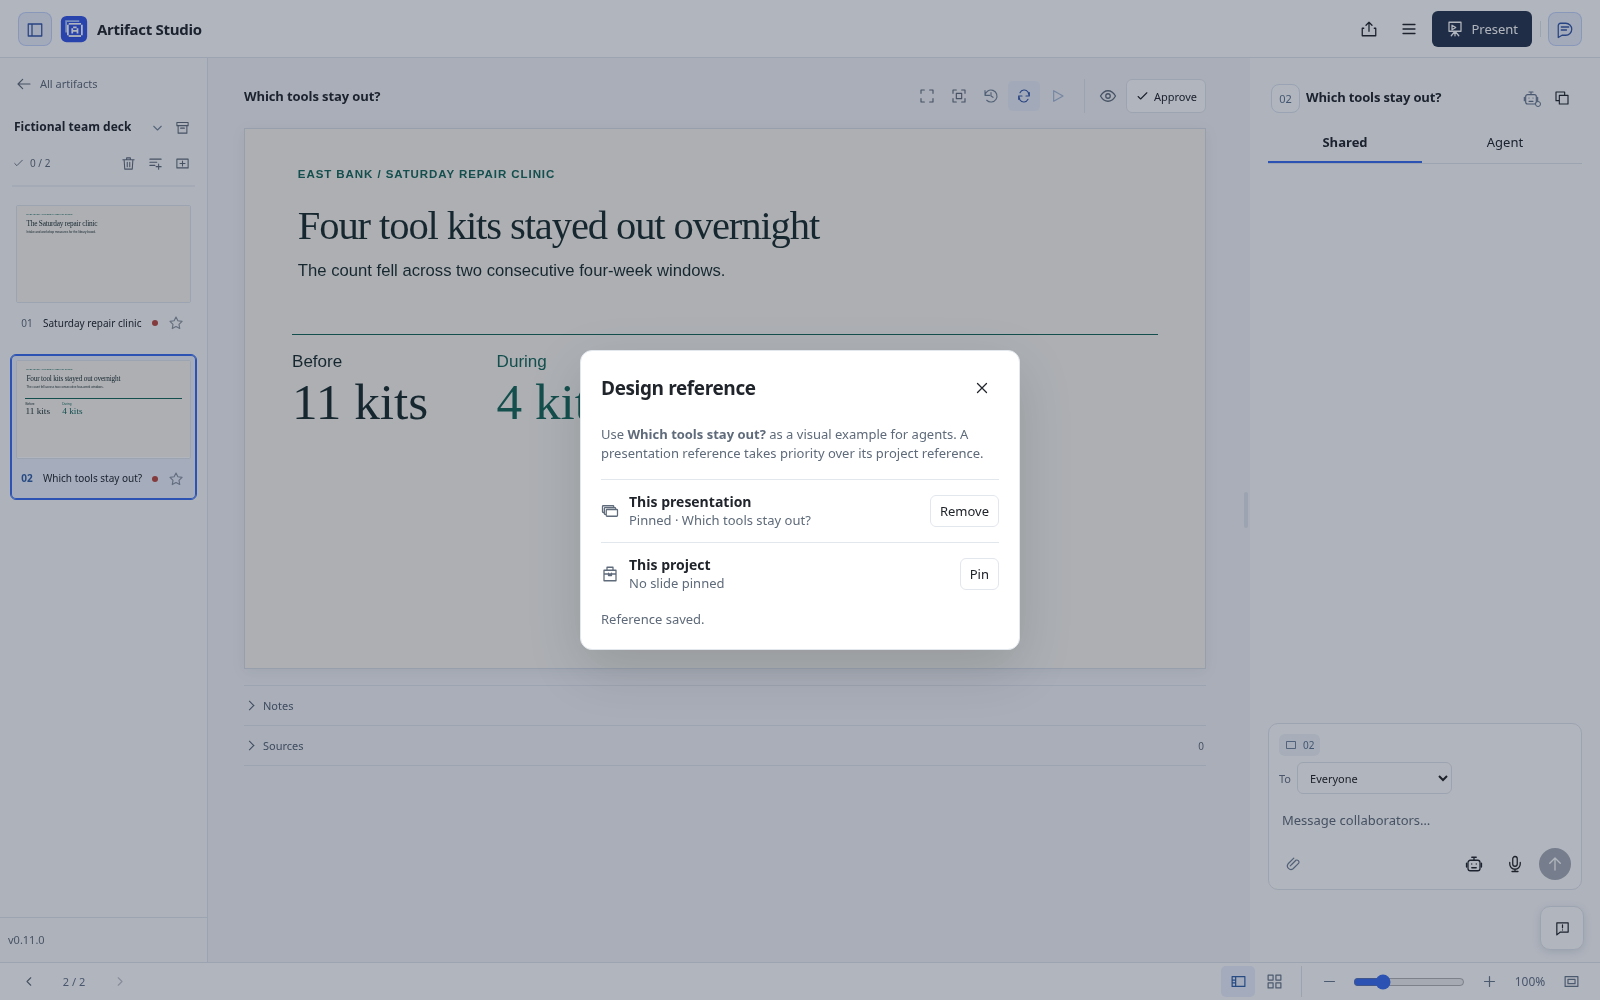 Artifact Studio
Present
All artifacts
Fictional team deck
0 / 2
The Saturday repair clinic
01 Saturday repair clinic
Four tool kits stayed out overnight
Before During
11 kits 4 kits
02 Which tools stay out?
v0.11.0
Which tools stay out?
Approve
EAST BANK / SATURDAY REPAIR CLINIC
Four tool kits stayed out overnight
The count fell across two consecutive four-week windows.
Before During
11 kits 4 kit
Notes
Sources 0
Design reference
Use Which tools stay out? as a visual example for agents. A
presentation reference takes priority over its project reference.
This presentation
Pinned · Which tools stay out?
Remove
This project
No slide pinned
Pin
Reference saved.
02 Which tools stay out?
Shared Agent
02
To Everyone
Message collaborators...
2 / 2
100%